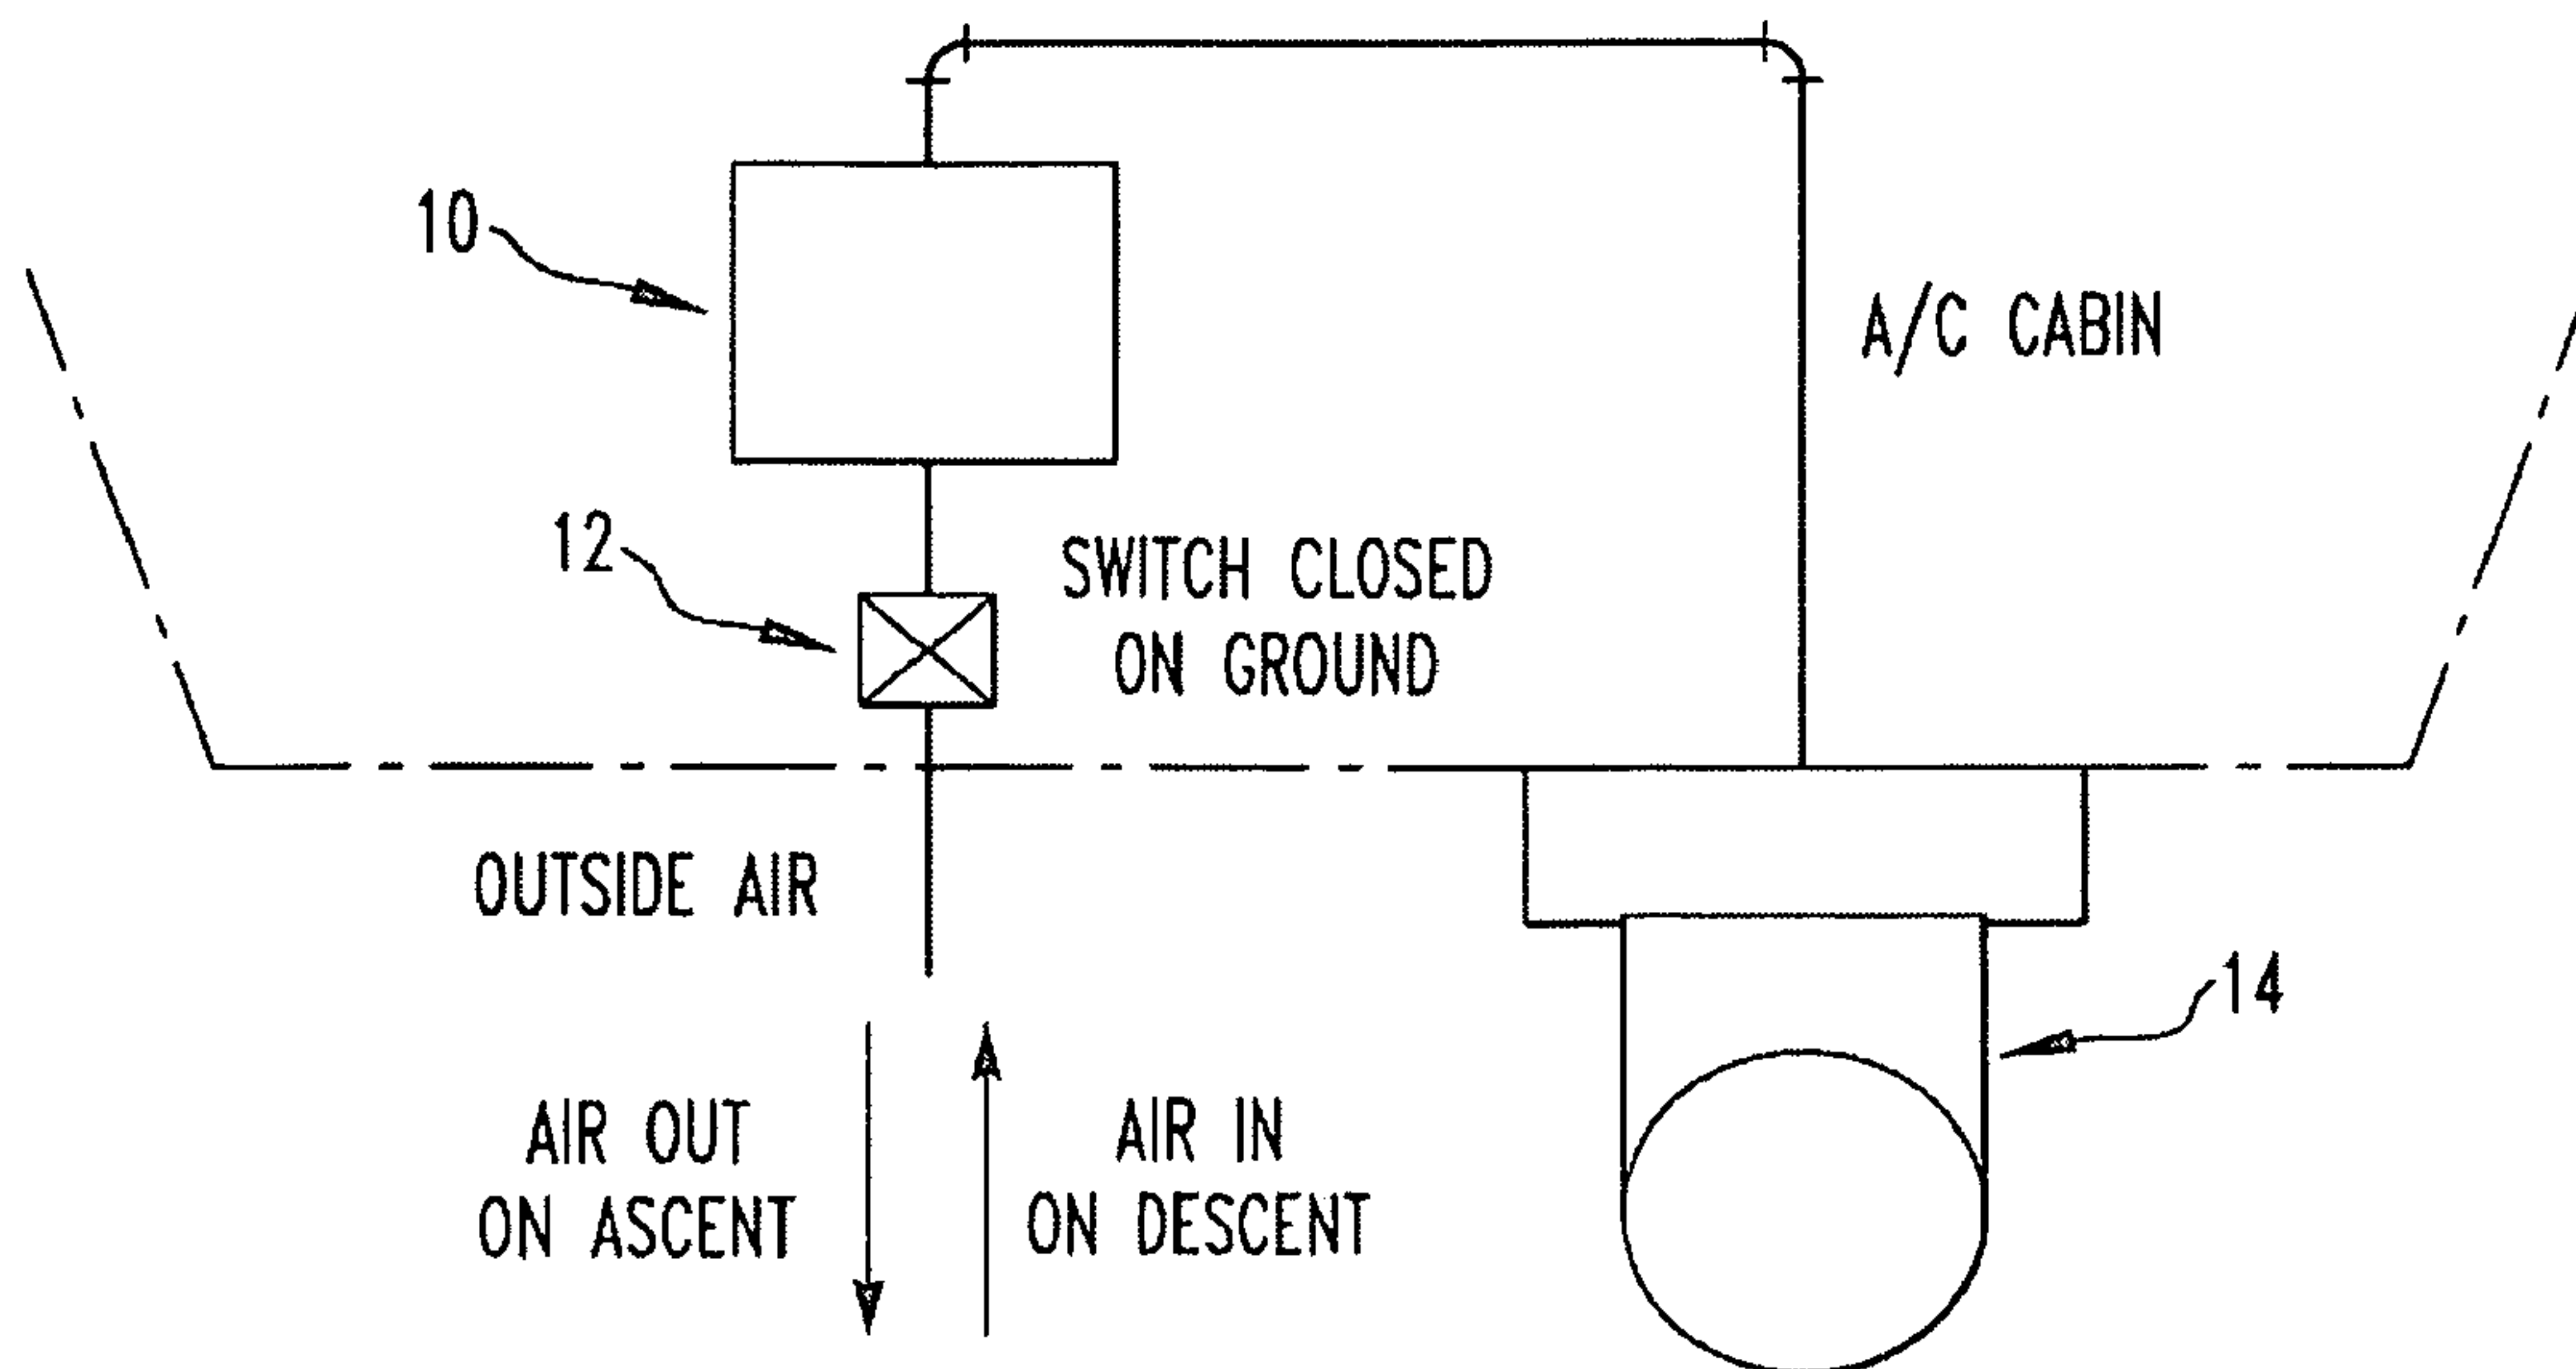 10
A/C CABIN
12
SWITCH CLOSED
ON GROUND
OUTSIDE AIR
14
AIR OUT
ON ASCENT
AIR IN
ON DESCENT